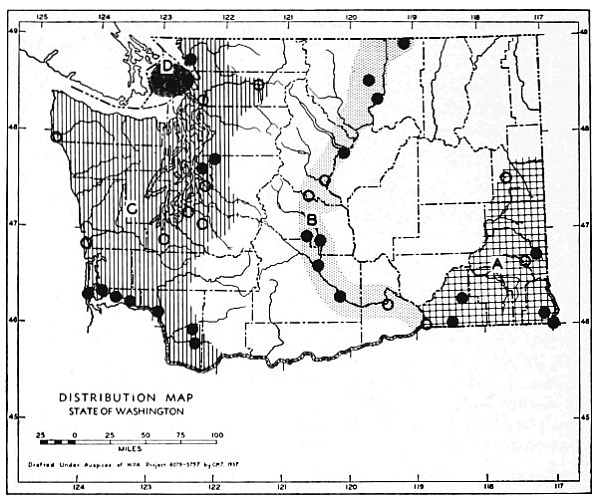 125 124 123 122 121 120 119 118 117
49 49
D
48 48
C
B
47 47
A
46 46
DISTRIBUTION MAP
STATE OF WASHINGTON
45 45
25 0 25 50 75 100
MILES
Drafted Under Auspices of W.P.A. Project 6079-3797 by C.M.T. 1937
124 123 122 121 120 119 118 117